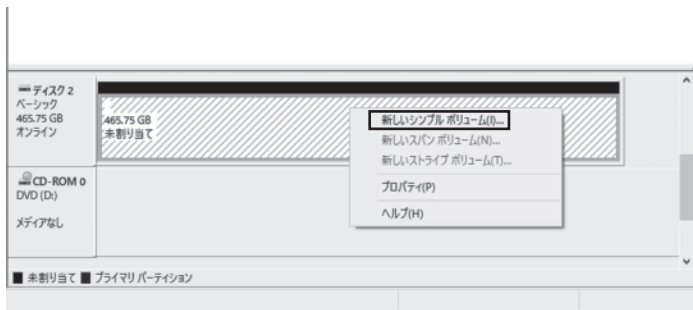 ディスク 2
ベーシック
465.75 GB
オンライン
465.75 GB
未割り当て
新しいシンプル ボリューム(I)...
新しいスパン ボリューム(N)...
新しいストライプ ボリューム(T)...
プロパティ(P)
ヘルプ(H)
CD-ROM 0
DVD (D:)
メディアなし
未割り当て プライマリ パーティション